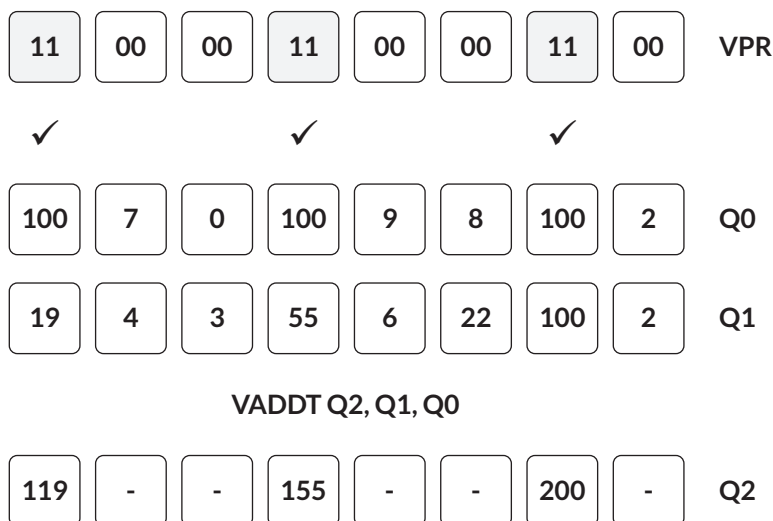 11 00 00 11 00 00 11 00 VPR
✓ ✓ ✓
100 7 0 100 9 8 100 2 Q0
19 4 3 55 6 22 100 2 Q1
VADDT Q2, Q1, Q0
119 - - 155 - - 200 - Q2